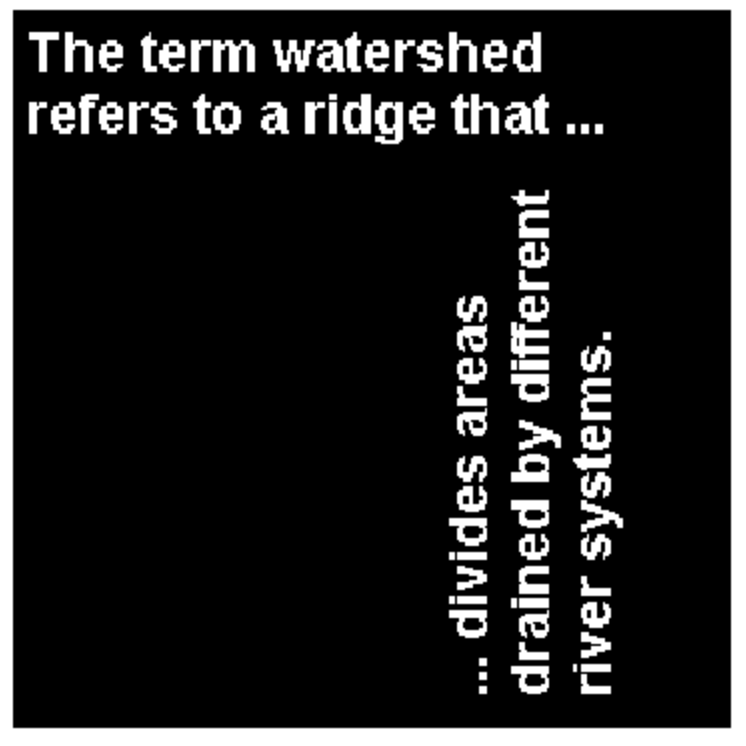 The term watershed
refers to a ridge that ...
... divides areas
drained by different
river systems.